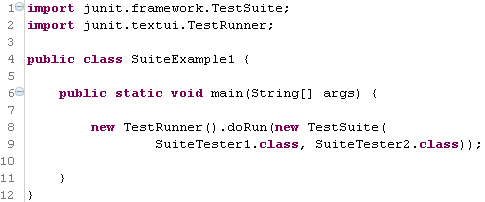 1 import junit.framework.TestSuite;
2 import junit.textui.TestRunner;
3
4 public class SuiteExample1 {
5
6     public static void main(String[] args) {
7
8         new TestRunner().doRun(new TestSuite(
9                 SuiteTester1.class, SuiteTester2.class));
10
11     }
12 }